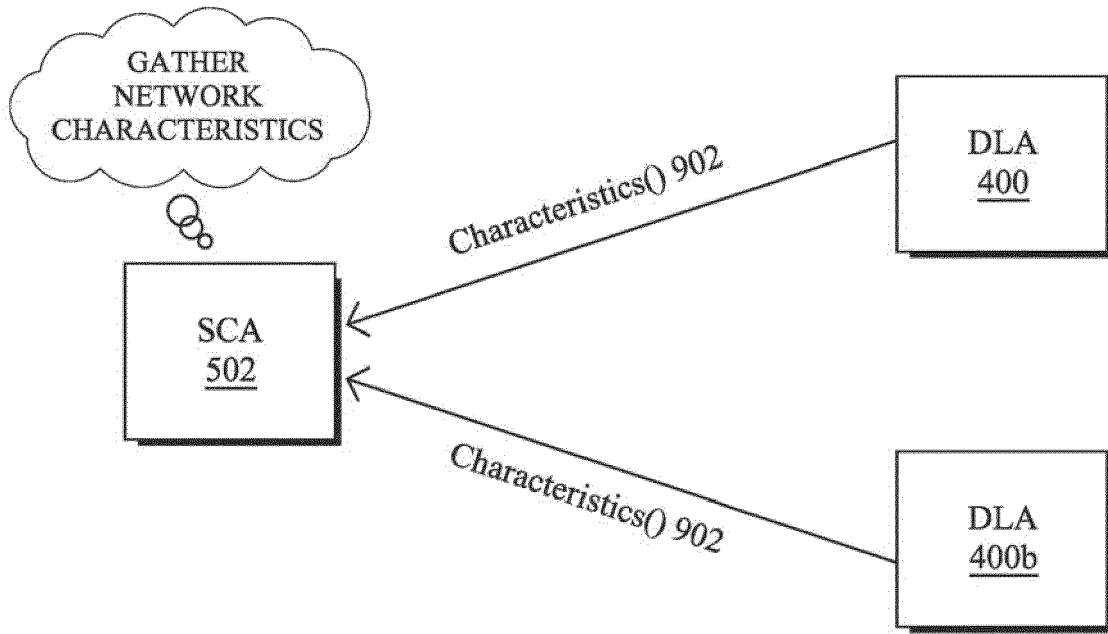 GATHER
NETWORK
CHARACTERISTICS
Characteristics() 902
DLA
400
SCA
502
Characteristics() 902
DLA
400b